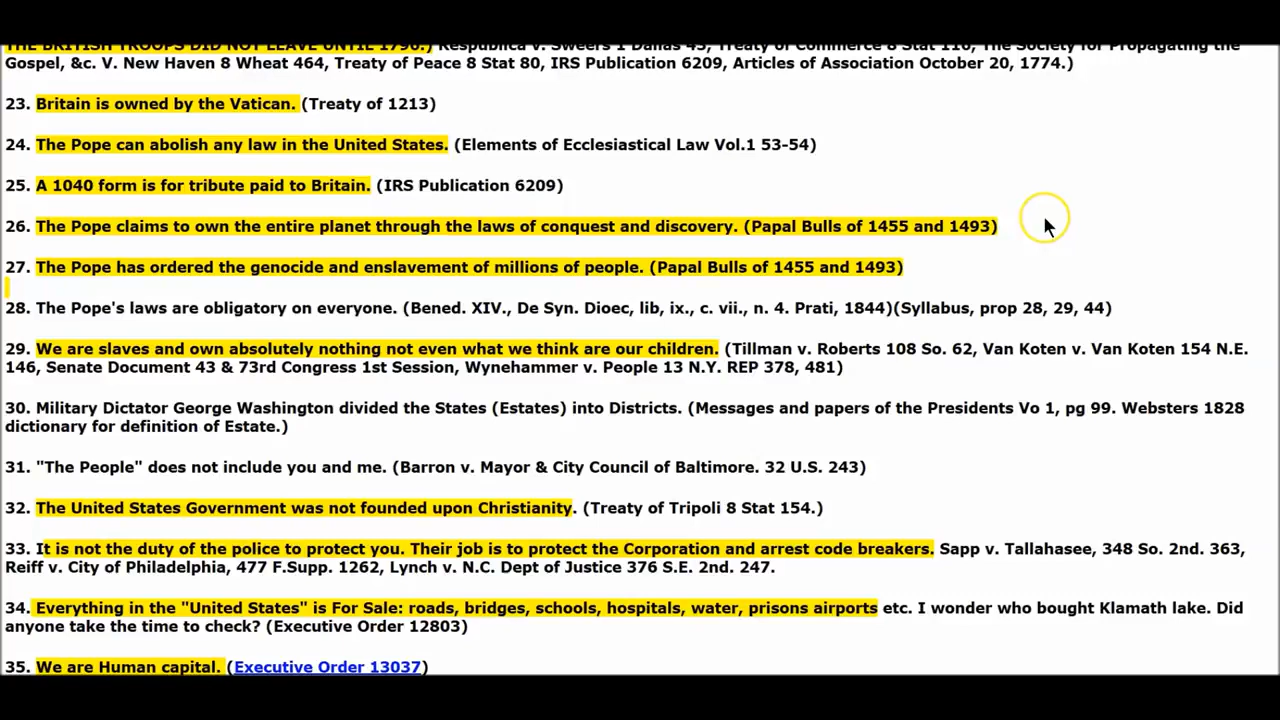 THE BRITISH TROOPS DID NOT LEAVE UNTIL 1796.) Respublica v. Sweers 1 Dallas 43, Treaty of Commerce 8 Stat 116, The Society for Propagating the
Gospel, &c. V. New Haven 8 Wheat 464, Treaty of Peace 8 Stat 80, IRS Publication 6209, Articles of Association October 20, 1774.)
23. Britain is owned by the Vatican. (Treaty of 1213)
24. The Pope can abolish any law in the United States. (Elements of Ecclesiastical Law Vol.1 53-54)
25. A 1040 form is for tribute paid to Britain. (IRS Publication 6209)
26. The Pope claims to own the entire planet through the laws of conquest and discovery. (Papal Bulls of 1455 and 1493)
27. The Pope has ordered the genocide and enslavement of millions of people. (Papal Bulls of 1455 and 1493)
28. The Pope's laws are obligatory on everyone. (Bened. XIV., De Syn. Dioec, lib, ix., c. vii., n. 4. Prati, 1844)(Syllabus, prop 28, 29, 44)
29. We are slaves and own absolutely nothing not even what we think are our children. (Tillman v. Roberts 108 So. 62, Van Koten v. Van Koten 154 N.E.
146, Senate Document 43 & 73rd Congress 1st Session, Wynehammer v. People 13 N.Y. REP 378, 481)
30. Military Dictator George Washington divided the States (Estates) into Districts. (Messages and papers of the Presidents Vo 1, pg 99. Websters 1828
dictionary for definition of Estate.)
31. "The People" does not include you and me. (Barron v. Mayor & City Council of Baltimore. 32 U.S. 243)
32. The United States Government was not founded upon Christianity. (Treaty of Tripoli 8 Stat 154.)
33. It is not the duty of the police to protect you. Their job is to protect the Corporation and arrest code breakers. Sapp v. Tallahasee, 348 So. 2nd. 363,
Reiff v. City of Philadelphia, 477 F.Supp. 1262, Lynch v. N.C. Dept of Justice 376 S.E. 2nd. 247.
34. Everything in the "United States" is For Sale: roads, bridges, schools, hospitals, water, prisons airports etc. I wonder who bought Klamath lake. Did
anyone take the time to check? (Executive Order 12803)
35. We are Human capital. (Executive Order 13037)